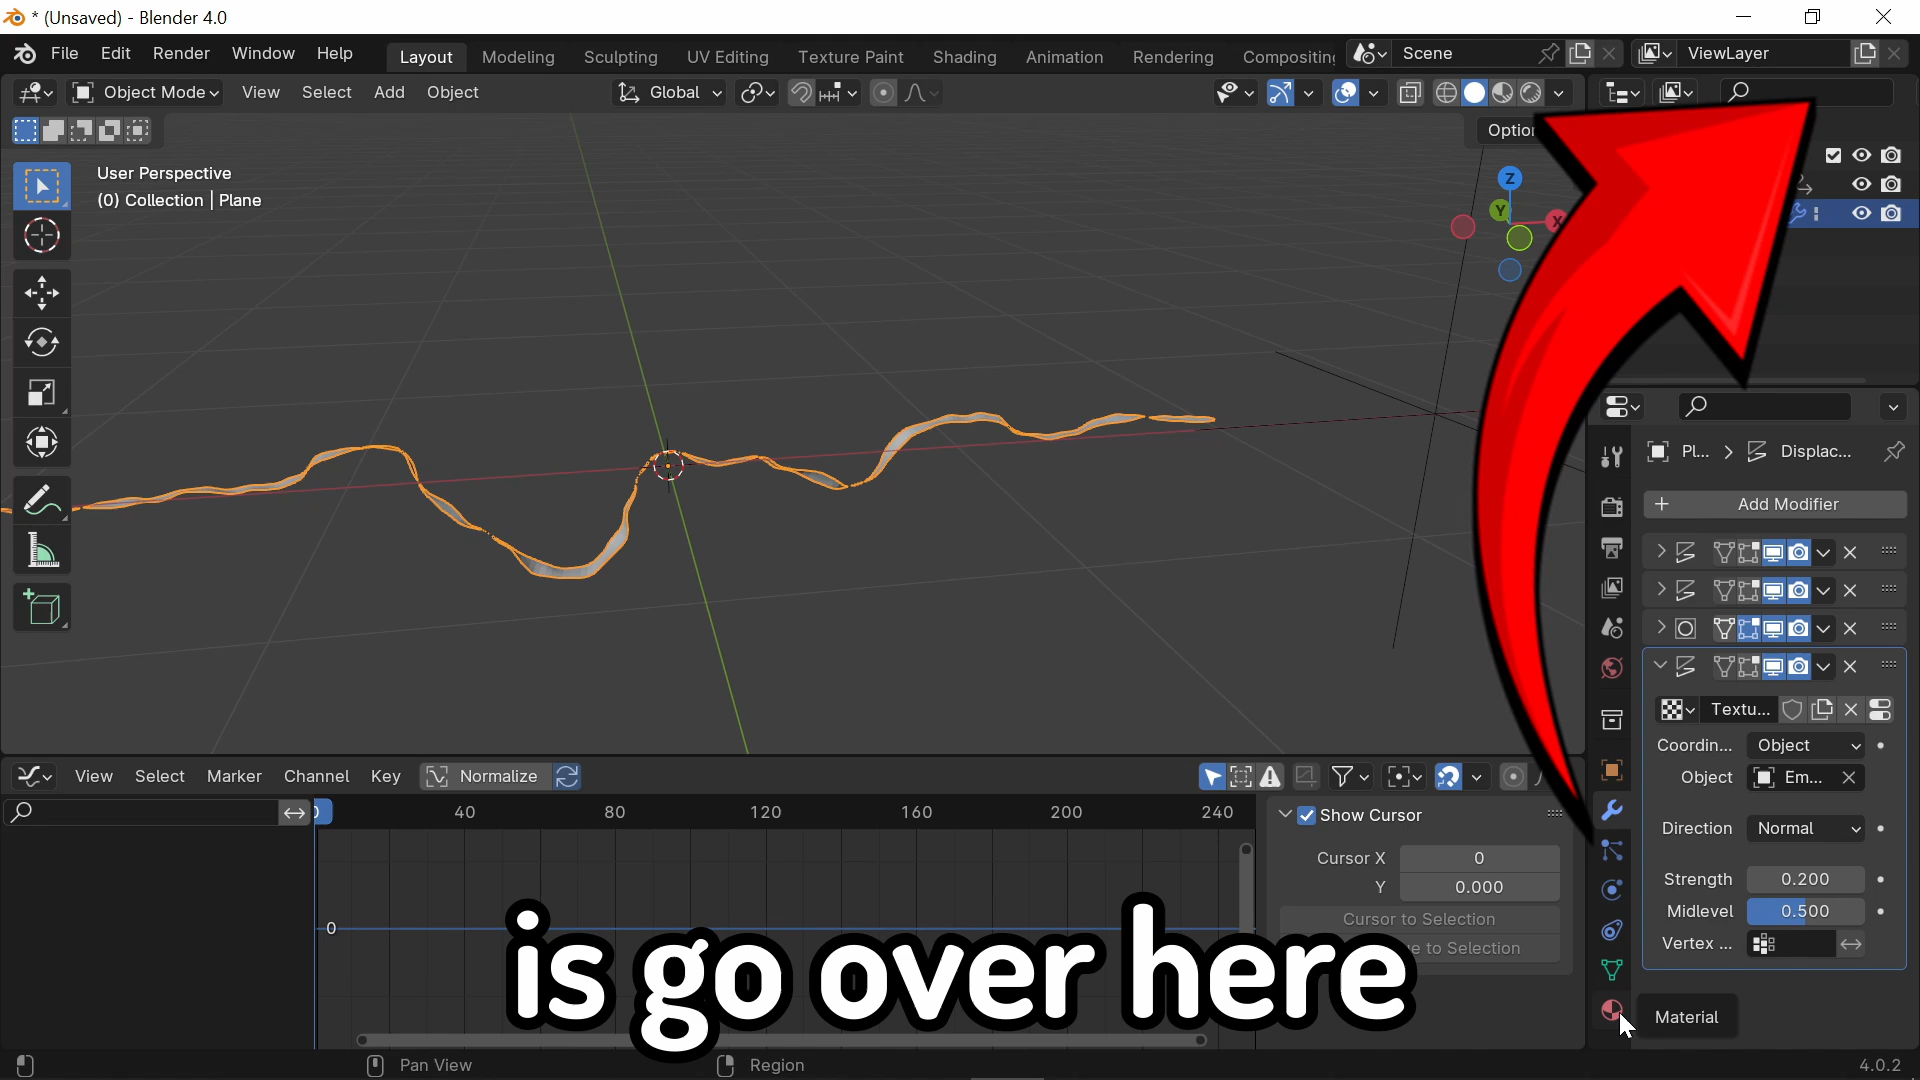 * (Unsaved) - Blender 4.0
File Edit Render Window Help Layout Modeling Sculpting UV Editing Texture Paint Shading Animation Rendering Compositing Scene ViewLayer
Object Mode View Select Add Object Global
Optio
User Perspective
(0) Collection | Plane
Z
Y
X
Pl... Displac...
Add Modifier
Textu...
Coordin... Object
Object Em...
Direction Normal
Strength 0.200
Midlevel 0.500
Vertex ...
Material
View Select Marker Channel Key Normalize
40 80 120 160 200 240
0
Show Cursor
Cursor X 0
Y 0.000
Cursor to Selection
e to Selection
is go over here
Pan View Region 4.0.2